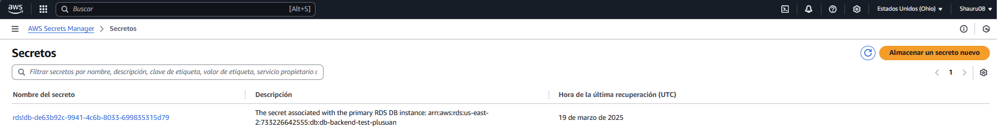 aws
Buscar
[Alt+S]
Estados Unidos (Ohio)
Shauru08
AWS Secrets Manager
Secretos
Secretos
Almacenar un secreto nuevo
Filtrar secretos por nombre, descripción, clave de etiqueta, valor de etiqueta, servicio propietario
1
Nombre del secreto
Descripción
Hora de la última recuperación (UTC)
rds!db-de63b92c-9941-4c6b-8033-699835315d79
The secret associated with the primary RDS DB instance: arn:aws:rds:us-east-
2:733226642555:db:db-backend-test-plusuan
19 de marzo de 2025